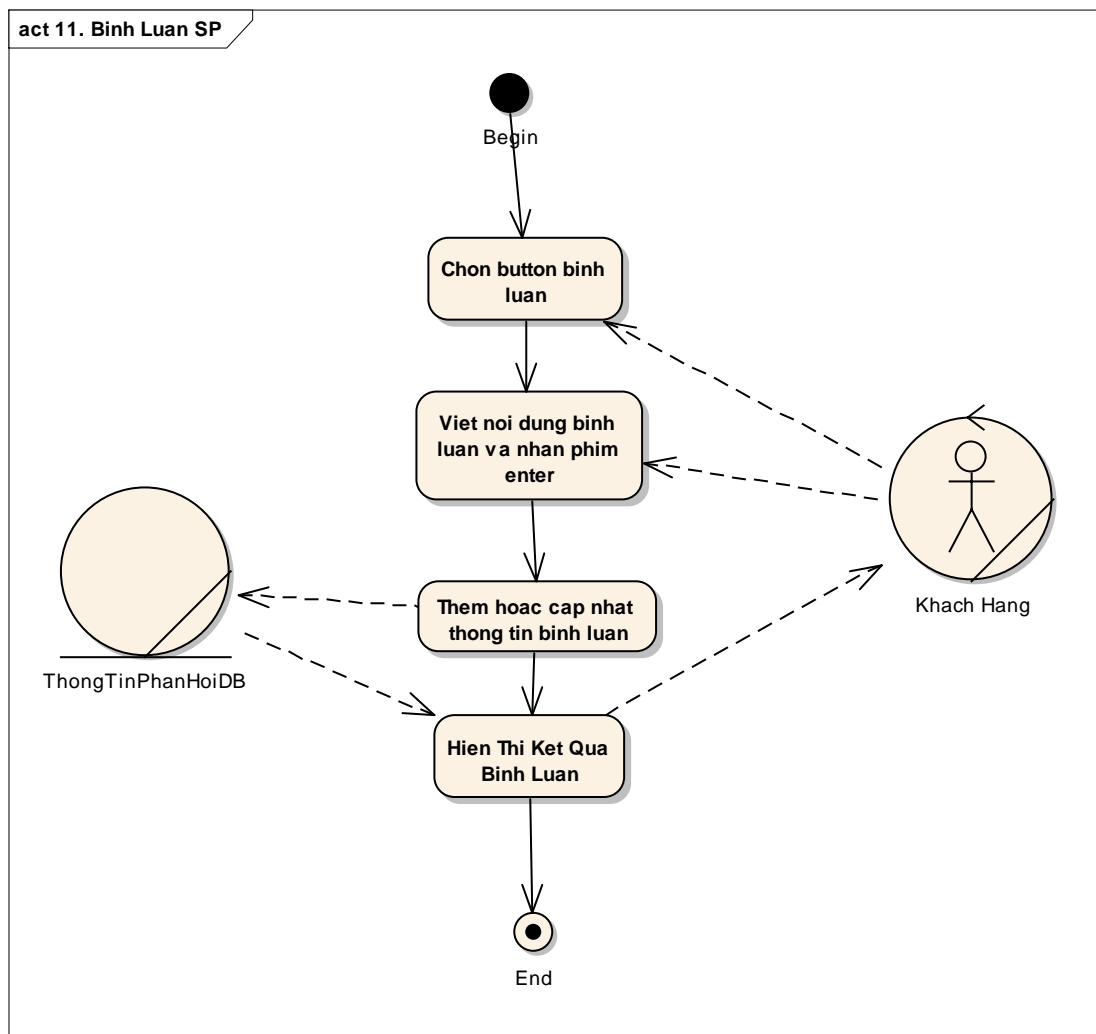 act 11. Binh Luan SP
Begin
Chon button binh
luan
Viet noi dung binh
luan va nhan phim
enter
Khach Hang
Them hoac cap nhat
thong tin binh luan
ThongTinPhanHoiDB
Hien Thi Ket Qua
Binh Luan
End